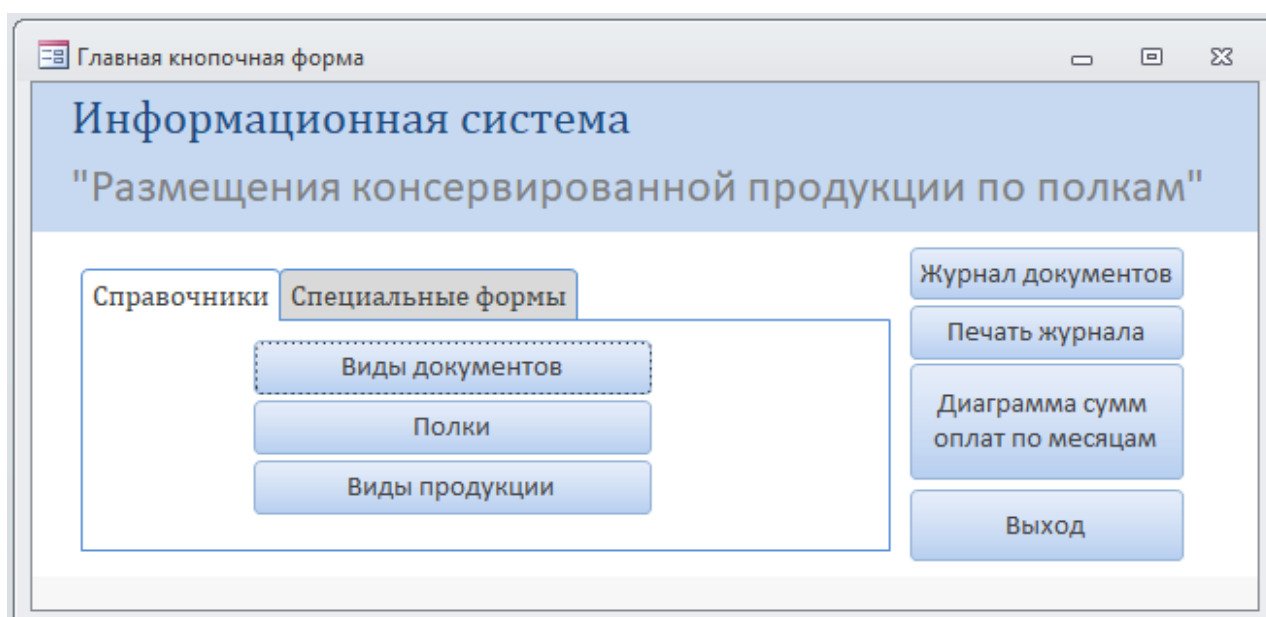 Главная кнопочная форма
Информационная система
"Размещения консервированной продукции по полкам"
Справочники Специальные формы
Виды документов
Полки
Виды продукции
Журнал документов
Печать журнала
Диаграмма сумм
оплат по месяцам
Выход